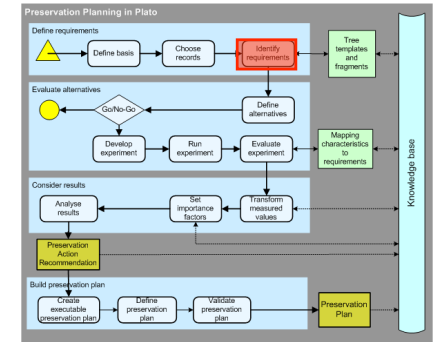 Preservation Planning in Plato
Define requirements
Define basis
Choose
records
Identify
requirements
Tree
templates
and
fragments
Evaluate alternatives
Go/No-Go
Define
alternatives
Develop
experiment
Run
experiment
Evaluate
experiment
Mapping
characteristics
to
requirements
Knowledge base
Consider results
Analyse
results
Set
importance
factors
Transform
measured
values
Preservation
Action
Recommendation
Build preservation plan
Create
executable
preservation plan
Define
preservation
plan
Validate
preservation
plan
Preservation
Plan